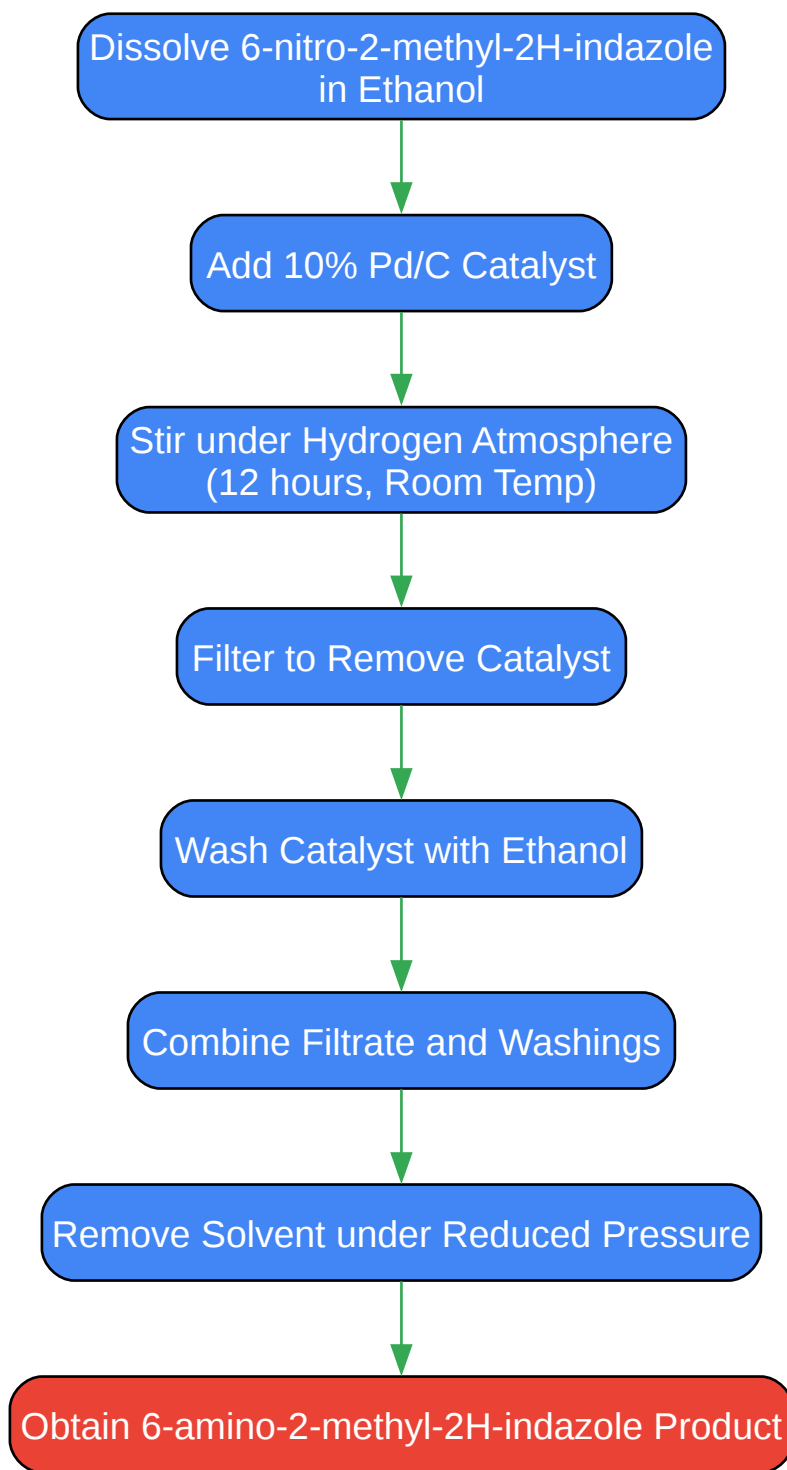 Dissolve 6-nitro-2-methyl-2H-indazole
in Ethanol
Add 10% Pd/C Catalyst
Stir under Hydrogen Atmosphere
(12 hours, Room Temp)
Filter to Remove Catalyst
Wash Catalyst with Ethanol
Combine Filtrate and Washings
Remove Solvent under Reduced Pressure
Obtain 6-amino-2-methyl-2H-indazole Product